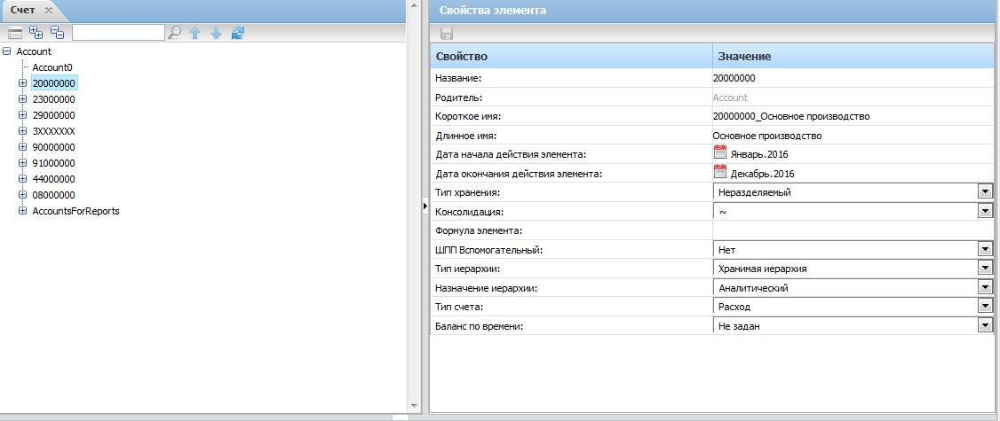 Счет
Account
Account0
20000000
23000000
29000000
3XXXXXXX
90000000
91000000
44000000
08000000
AccountsForReports
Свойства элемента
Свойство Значение
Название: 20000000
Родитель: Account
Короткое имя: 20000000_Основное производство
Длинное имя: Основное производство
Дата начала действия элемента: Январь.2016
Дата окончания действия элемента: Декабрь.2016
Тип хранения: Неразделяемый
Консолидация: ~
Формула элемента:
ШПП Вспомогательный: Нет
Тип иерархии: Хранимая иерархия
Назначение иерархии: Аналитический
Тип счета: Расход
Баланс по времени: Не задан